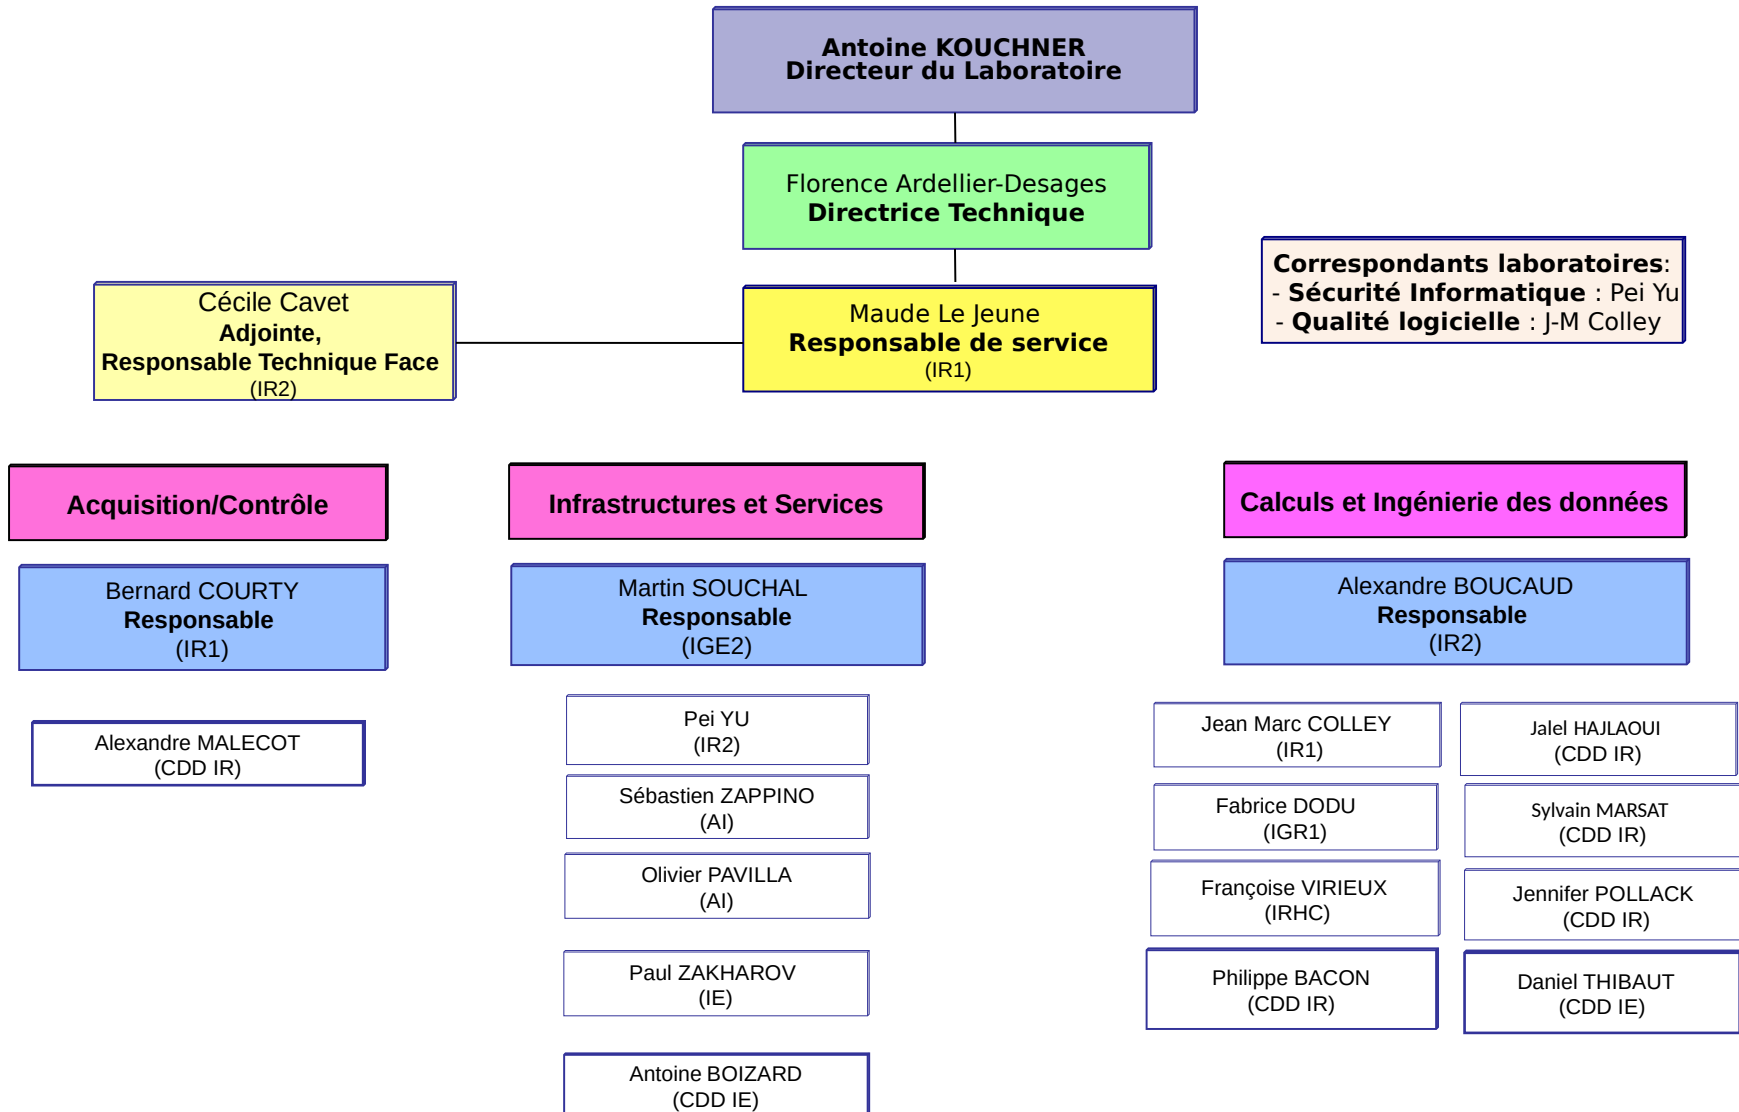 Antoine KOUCHNER
Directeur du Laboratoire
Florence Ardellier-Desages
Directrice Technique
Cécile Cavet
Adjointe,
Responsable Technique Face
(IR2)
Maude Le Jeune
Responsable de service
(IR1)
Correspondants laboratoires:
- Sécurité Informatique : Pei Yu
- Qualité logicielle : J-M Colley
Acquisition/Contrôle
Bernard COURTY
Responsable
(IR1)
Alexandre MALECOT
(CDD IR)
Infrastructures et Services
Martin SOUCHAL
Responsable
(IGE2)
Pei YU
(IR2)
Sébastien ZAPPINO
(AI)
Olivier PAVILLA
(AI)
Paul ZAKHAROV
(IE)
Antoine BOIZARD
(CDD IE)
Calculs et Ingénierie des données
Alexandre BOUCAUD
Responsable
(IR2)
Jean Marc COLLEY
(IR1)
Fabrice DODU
(IGR1)
Françoise VIRIEUX
(IRHC)
Philippe BACON
(CDD IR)
Jalel HAJLAOUI
(CDD IR)
Sylvain MARSAT
(CDD IR)
Jennifer POLLACK
(CDD IR)
Daniel THIBAUT
(CDD IE)